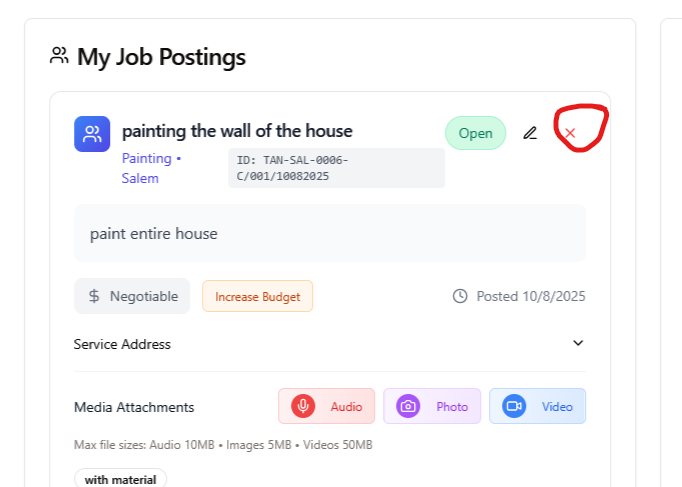 My Job Postings
painting the wall of the house
Open
Painting •
Salem
ID: TAN-SAL-0006-
C/001/10082025
paint entire house
$ Negotiable
Increase Budget
Posted 10/8/2025
Service Address
Media Attachments
Audio
Photo
Video
Max file sizes: Audio 10MB • Images 5MB • Videos 50MB
with material